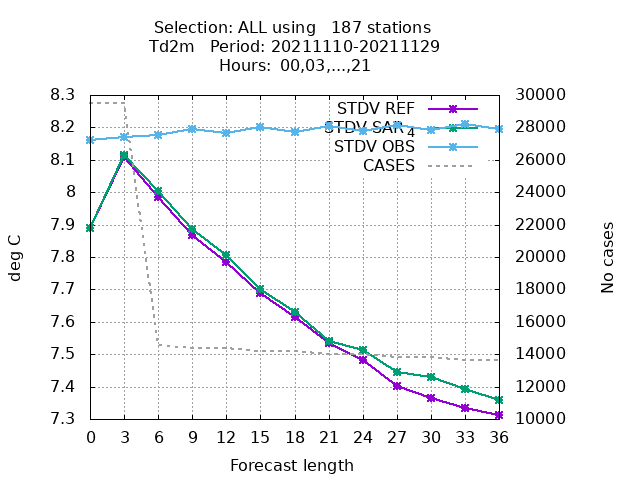 Selection: ALL using   187 stations
Td2m   Period: 20211110-20211129
Hours: 00,03,...,21
STDV REF
STDV SAR4
STDV OBS
CASES
8.3
8.2
8.1
8
7.9
7.8
7.7
7.6
7.5
7.4
7.3
30000
28000
26000
24000
22000
20000
18000
16000
14000
12000
10000
deg C
No cases
0 3 6 9 12 15 18 21 24 27 30 33 36
Forecast length